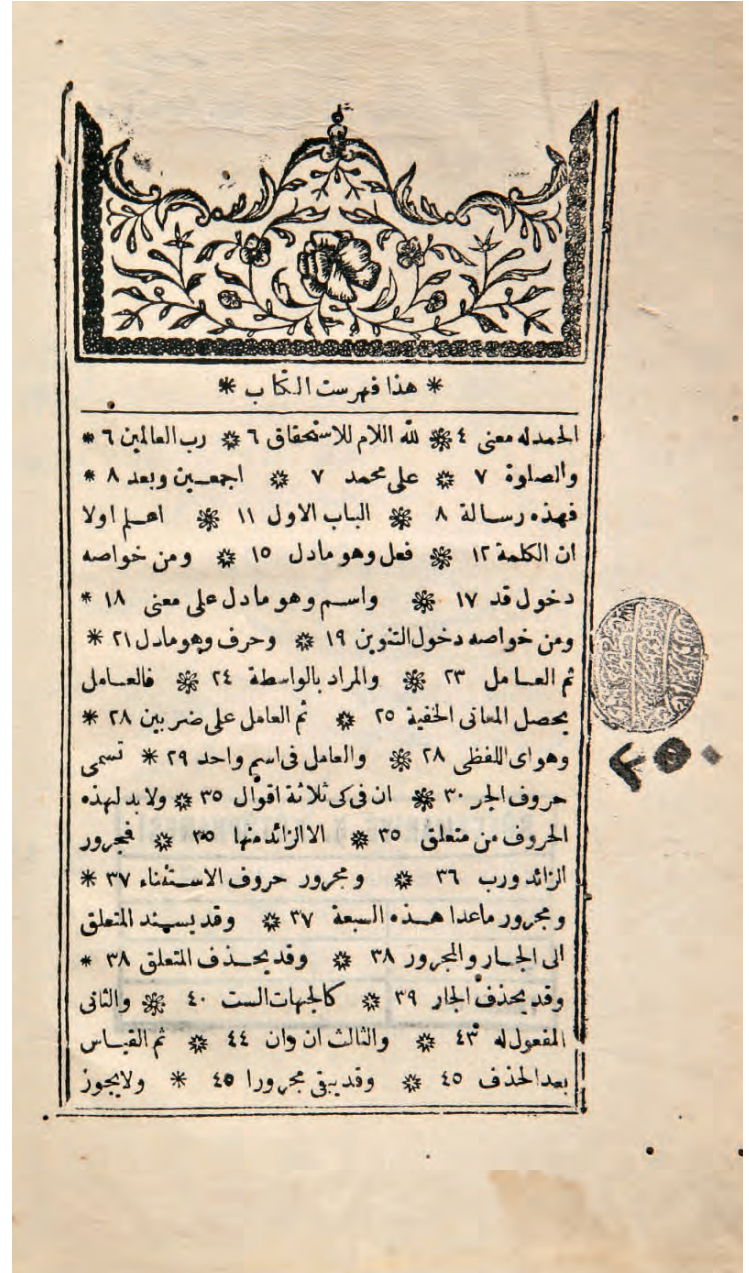 * هذا فهرست الكتاب *
الحمدله معنى ٤ * لله اللام للاستحقاق ٦ * رب العالمين ٦ *
والصلوة ٧ * على محمد ٧ * اجمعين وبعد ٨ *
فهذه رسالة ٨ * الباب الاول ١١ * اعلم اولا
ان الكلمة ١٢ * فعل وهو مادل ١٥ * ومن خواصه
دخول قد ١٧ * واسم وهو مادل على معنى ١٨ *
ومن خواصه دخول التنوين ١٩ * وحرف وهو مادل ٢١ *
ثم العامل ٢٣ * والمراد بالواسطة ٢٤ * فالعامل
يحصل المعانى الخفية ٢٥ * ثم العامل على ضربين ٢٨ *
وهو اى اللفظى ٢٨ * والعامل فى اسم واحد ٢٩ * تسمى
حروف الجر ٣٠ * ان فى كى ثلاثة اقوال ٣٥ * ولا بد لهذه
الحروف من متعلق ٣٥ * الا الزائد منها ٣٥ * فمجرور
الزائد ورب ٣٦ * ومجرور حروف الاستثناء ٣٧ *
ومجرور ماعدا هذه السبعة ٣٧ * وقد يسند المتعلق
الى الجار والمجرور ٣٨ * وقد يحذف المتعلق ٣٨ *
وقد يحذف الجار ٣٩ * كالجهات الست ٤٠ * والثانى
المفعول له ٤٣ * والثالث ان وان ٤٤ * ثم القياس
بعد الحذف ٤٥ * وقد يبقى مجرورا ٤٥ * ولا يجوز
٢٥٠